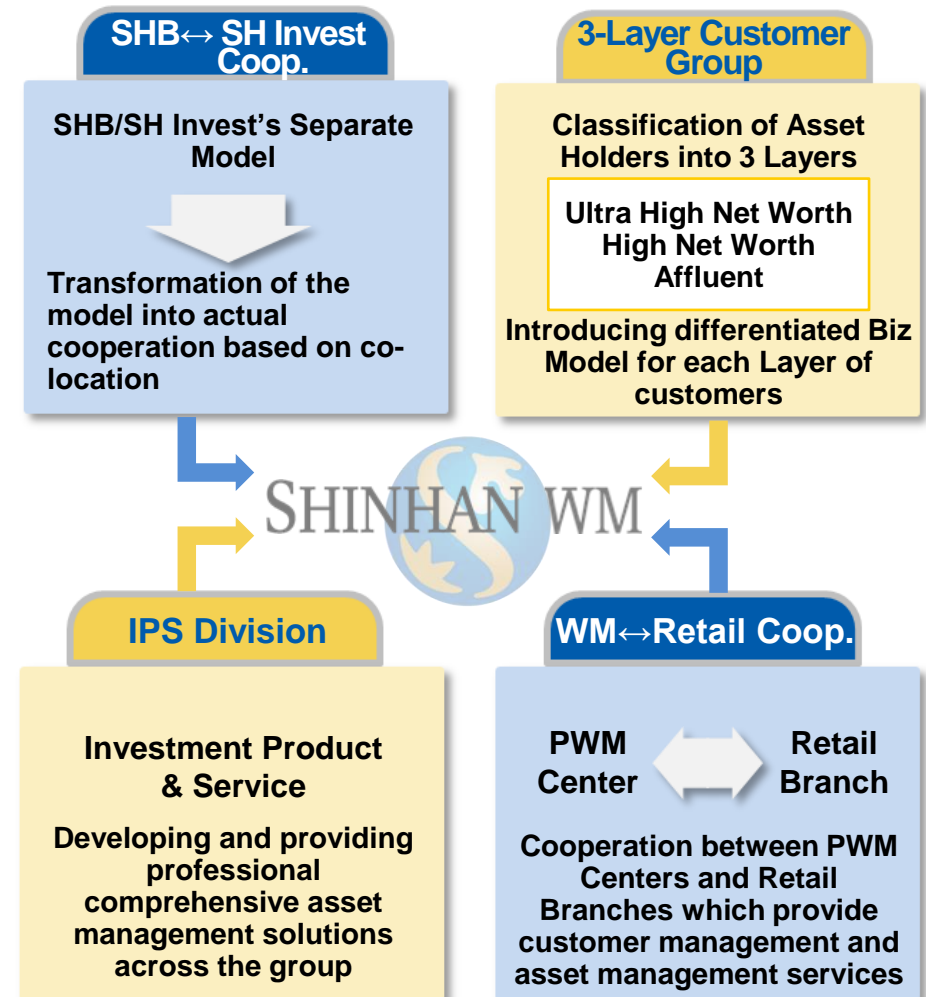 SHB↔ SH Invest
Coop.
SHB/SH Invest's Separate
Model
Transformation of the
model into actual
cooperation based on co-
location
3-Layer Customer
Group
Classification of Asset
Holders into 3 Layers
Ultra High Net Worth
High Net Worth
Affluent
Introducing differentiated Biz
Model for each Layer of
customers
SHINHAN WM
IPS Division
Investment Product
& Service
Developing and providing
professional
comprehensive asset
management solutions
across the group
WM↔Retail Coop.
PWM
Center
Retail
Branch
Cooperation between PWM
Centers and Retail
Branches which provide
customer management and
asset management services